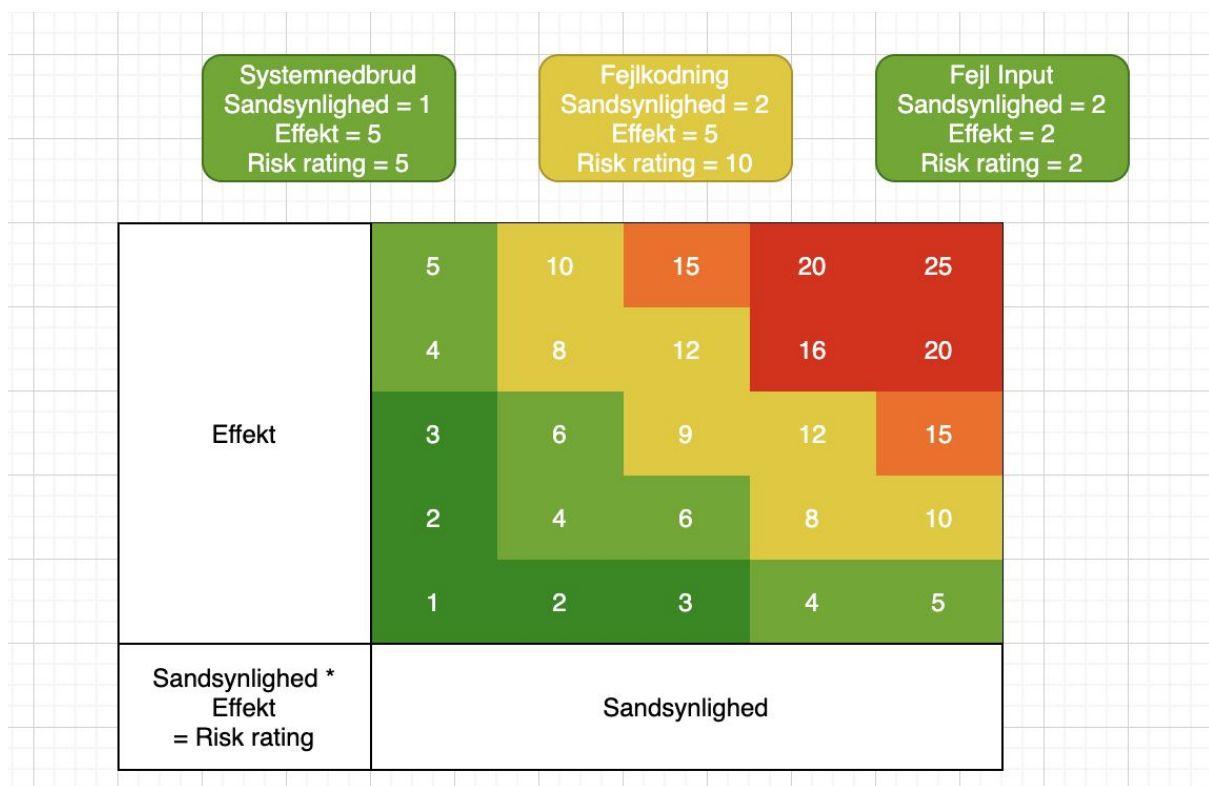 Systemnedbrud
Sandsynlighed = 1
Effekt = 5
Risk rating = 5
Fejlkodning
Sandsynlighed = 2
Effekt = 5
Risk rating = 10
Fejl Input
Sandsynlighed = 2
Effekt = 2
Risk rating = 2
Effekt
5 10 15 20 25
4 8 12 16 20
3 6 9 12 15
2 4 6 8 10
1 2 3 4 5
Sandsynlighed *
Effekt
= Risk rating
Sandsynlighed